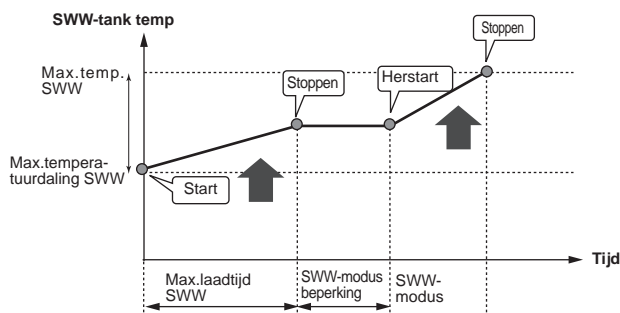 SWW-tank temp
Stoppen
Max.temp.
SWW
Stoppen
Herstart
Max.tempera-
tuurdaling SWW
Start
Tijd
Max.laadtijd
SWW
SWW-modus
beperking
SWW-
modus